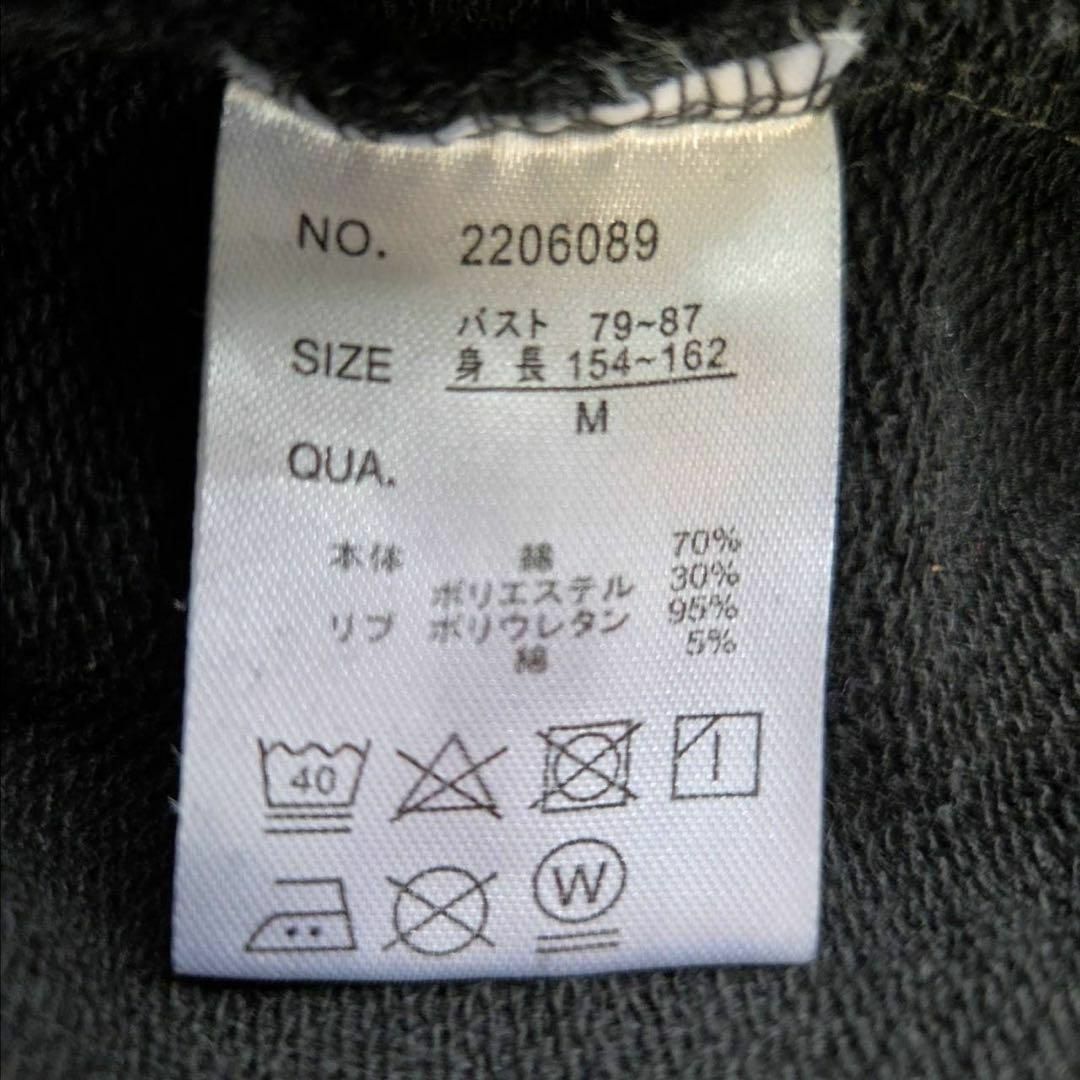 NO. 2206089
バスト 79~87
SIZE 身長 154~162
M
QUA.
本体 綿 70%
ポリエステル 30%
リブ ポリウレタン 95%
綿 5%
40
W